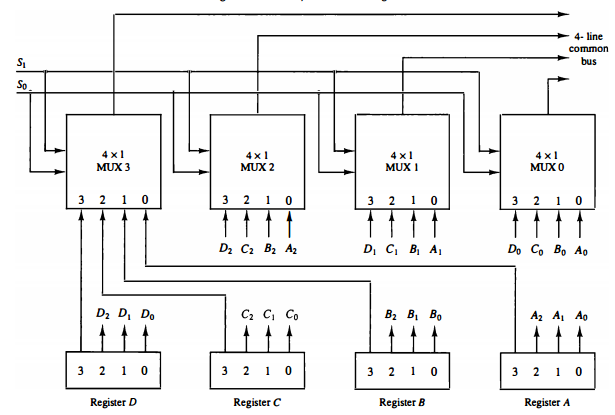 4- line
common
bus
S₁
S₀
4 × 1
MUX 3
4 × 1
MUX 2
4 × 1
MUX 1
4 × 1
MUX 0
3 2 1 0
3 2 1 0
3 2 1 0
3 2 1 0
D₂ C₂ B₂ A₂
D₁ C₁ B₁ A₁
D₀ C₀ B₀ A₀
D₂ D₁ D₀
C₂ C₁ C₀
B₂ B₁ B₀
A₂ A₁ A₀
3 2 1 0
3 2 1 0
3 2 1 0
3 2 1 0
Register D
Register C
Register B
Register A